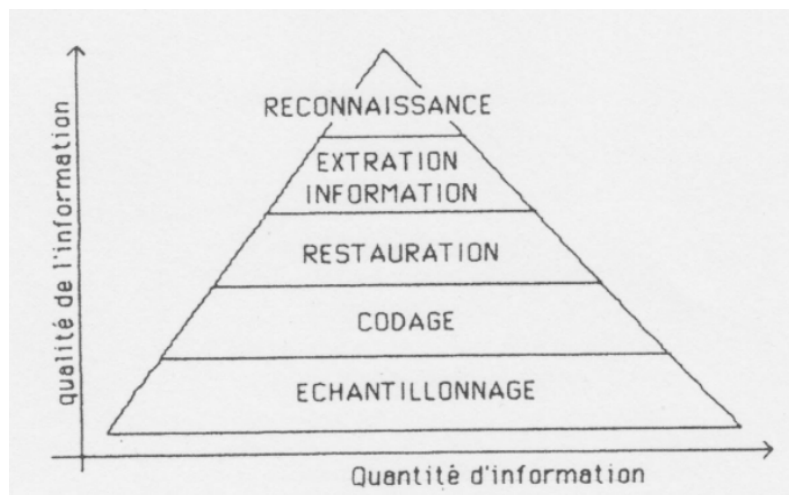 RECONNAISSANCE
EXTRATION
INFORMATION
RESTAURATION
CODAGE
ECHANTILLONNAGE
qualité de l'information
Quantité d'information